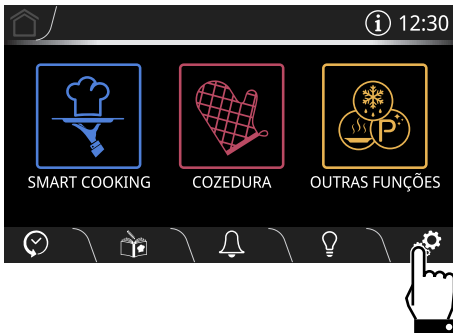 12:30
SMART COOKING
COZEDURA
OUTRAS FUNÇÕES
P